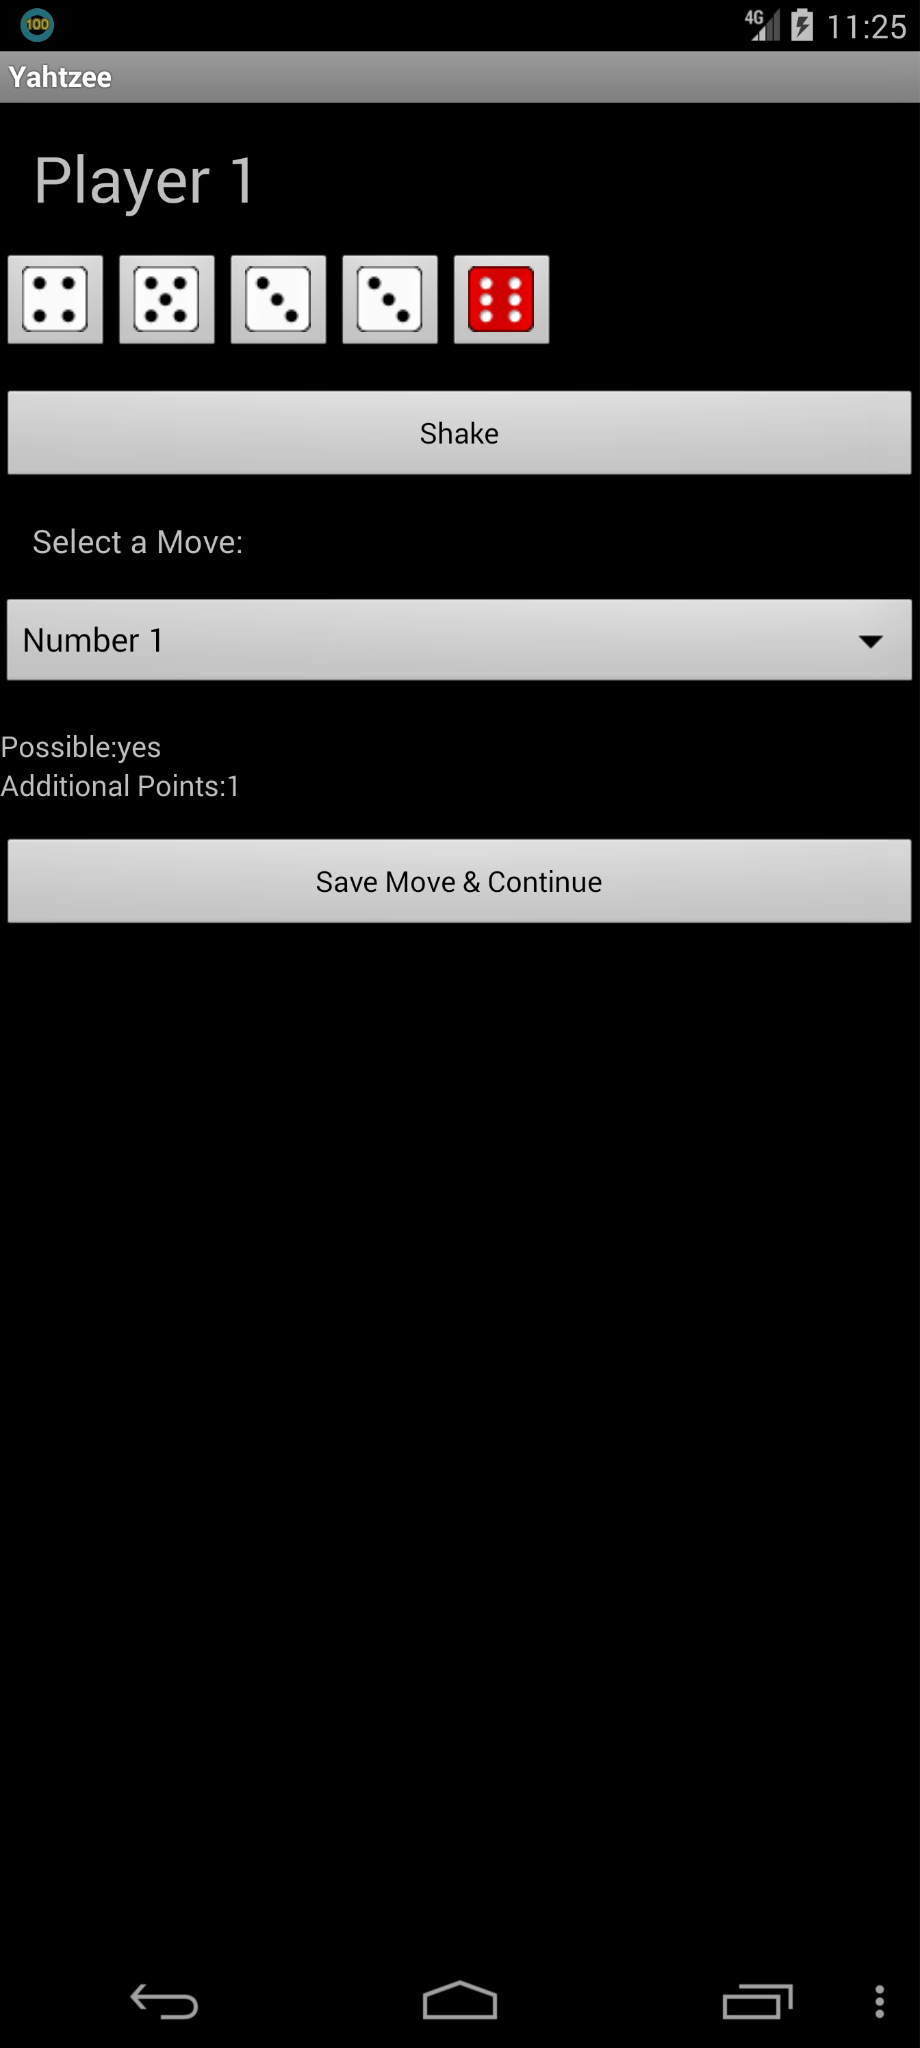 100
4G
11:25
Yahtzee
Player 1
Shake
Select a Move:
Number 1
Possible:yes
Additional Points:1
Save Move & Continue